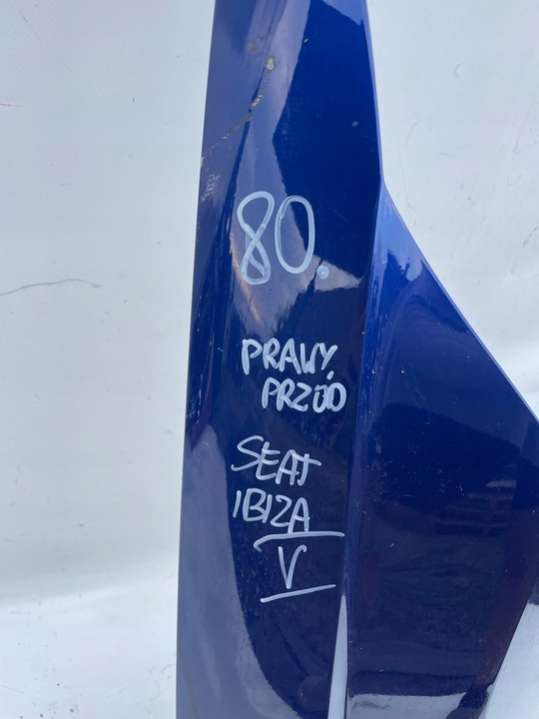 80.
PRAWY.
PRZÓD
SEAT
IBIZA
V